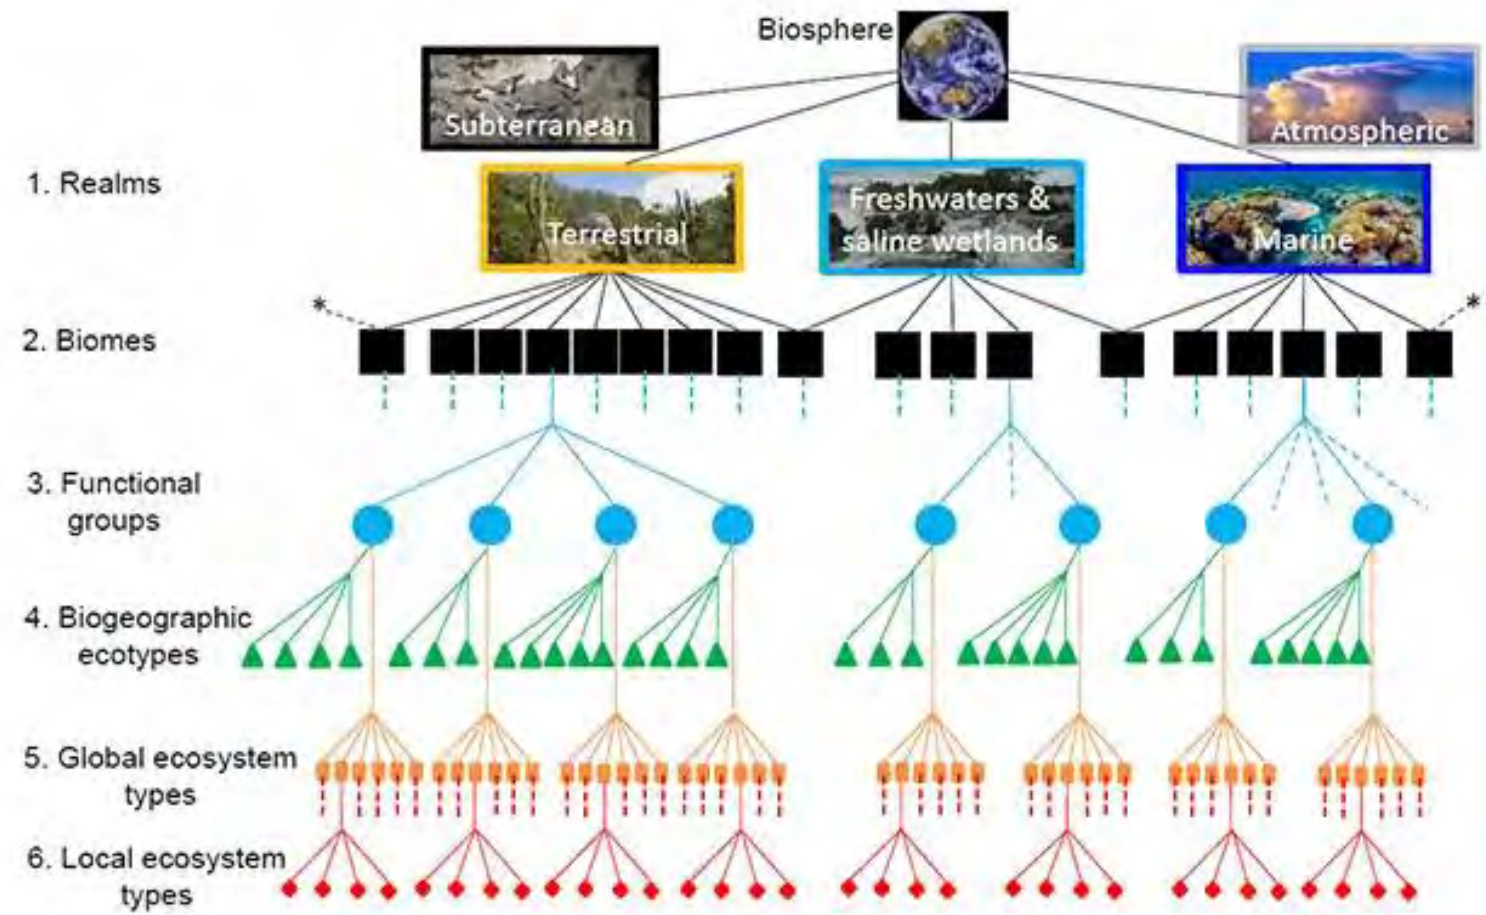 Biosphere
Subterranean
Atmospheric
1. Realms
Terrestrial
Freshwaters &
saline wetlands
Marine
*
*
2. Biomes
3. Functional
groups
4. Biogeographic
ecotypes
5. Global ecosystem
types
6. Local ecosystem
types